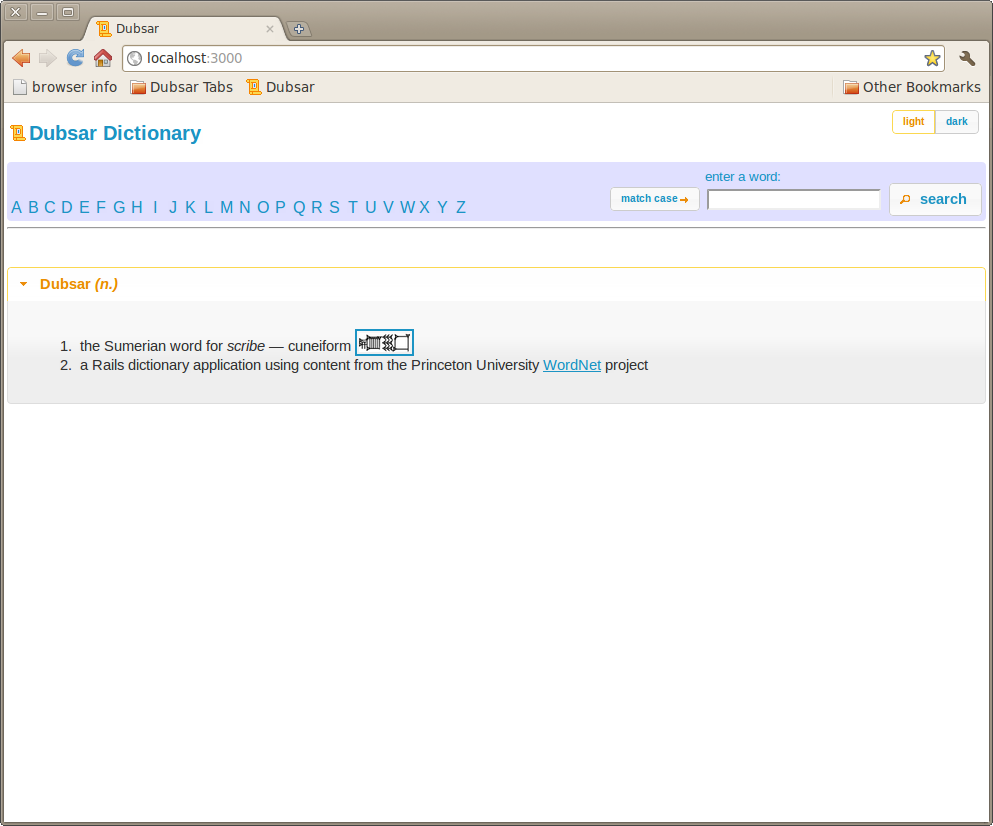 Dubsar
localhost:3000
browser info Dubsar Tabs Dubsar Other Bookmarks
light dark
Dubsar Dictionary
enter a word:
A B C D E F G H I J K L M N O P Q R S T U V W X Y Z match case search
Dubsar (n.)
1. the Sumerian word for scribe — cuneiform
2. a Rails dictionary application using content from the Princeton University WordNet project